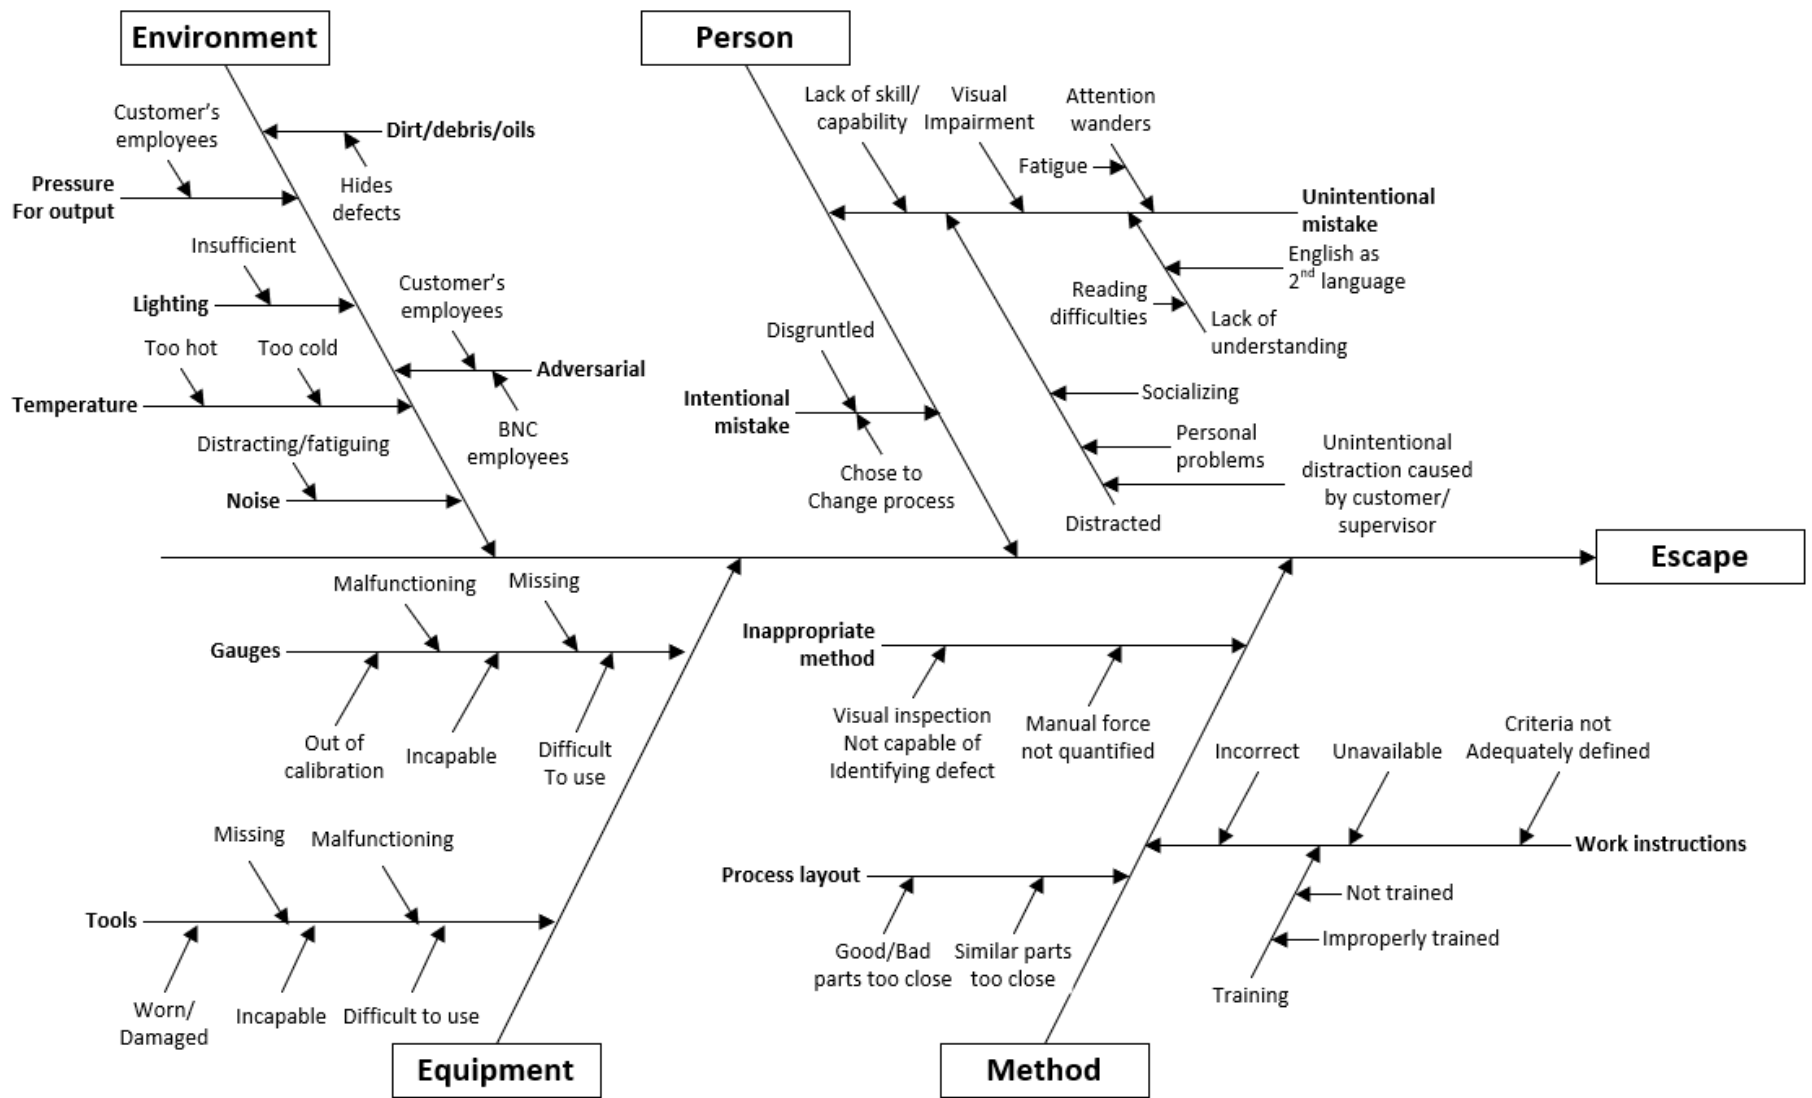 Environment
Customer's
employees
Dirt/debris/oils
Pressure
For output
Hides
defects
Insufficient
Lighting
Customer's
employees
Too hot
Too cold
Adversarial
Temperature
BNC
employees
Distracting/fatiguing
Noise
Person
Lack of skill/
capability
Visual
Impairment
Attention
wanders
Fatigue
Unintentional
mistake
English as
2nd language
Reading
difficulties
Lack of
understanding
Disgruntled
Intentional
mistake
Chose to
Change process
Socializing
Personal
problems
Unintentional
distraction caused
by customer/
supervisor
Distracted
Escape
Malfunctioning
Missing
Gauges
Out of
calibration
Incapable
Difficult
To use
Missing
Malfunctioning
Tools
Worn/
Damaged
Incapable
Difficult to use
Equipment
Inappropriate
method
Visual inspection
Not capable of
Identifying defect
Manual force
not quantified
Incorrect
Unavailable
Criteria not
Adequately defined
Work instructions
Process layout
Not trained
Improperly trained
Good/Bad
parts too close
Similar parts
too close
Training
Method